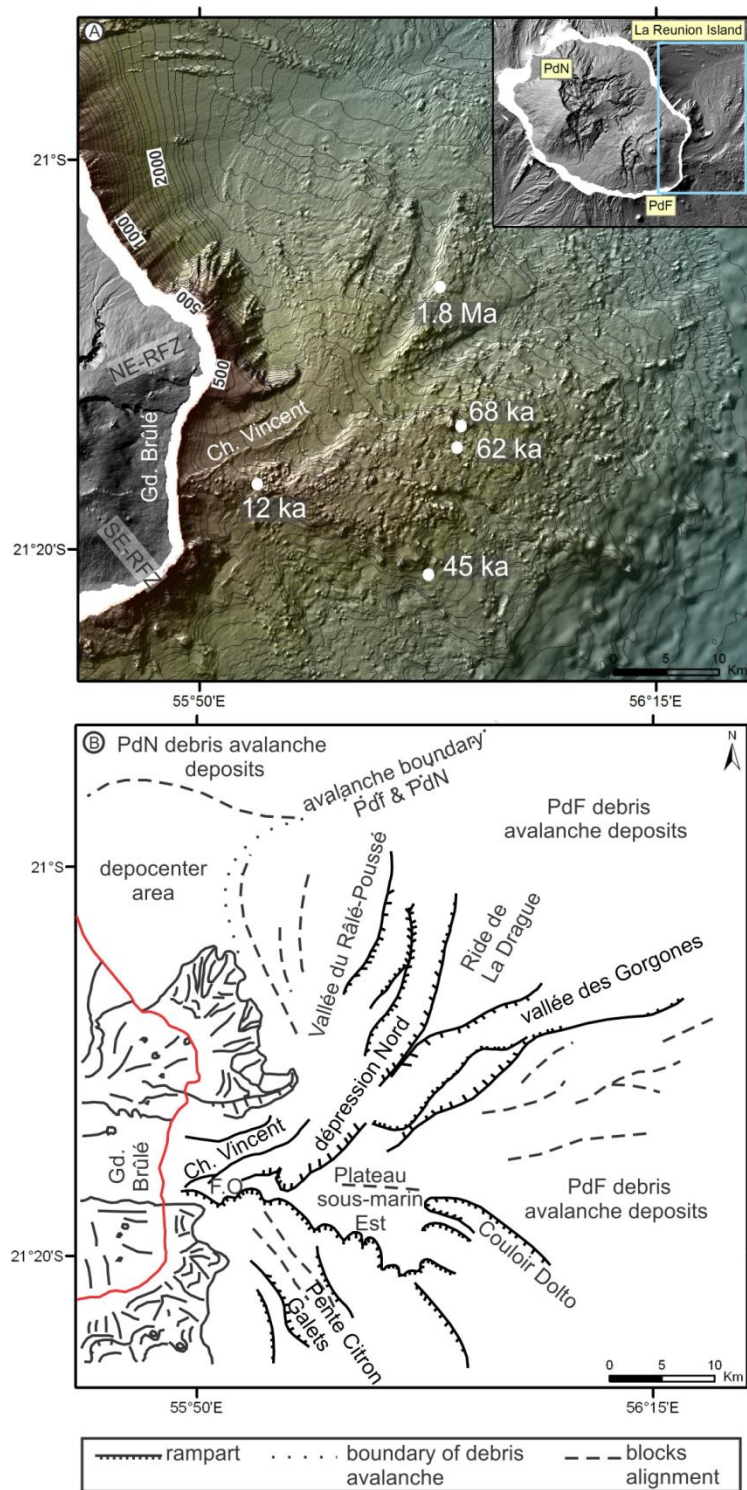 A
La Reunion Island
PdN
PdF
21°S
2000
1000
500
1.8 Ma
NE-RFZ
500
68 ka
Ch. Vincent
62 ka
Gd. Brûlé
12 ka
21°20'S
SE-RFZ
45 ka
0 5 10
Km
55°50'E
56°15'E
B
PdN debris avalanche
deposits
N
avalanche boundary
Pdf & PdN
PdF debris
avalanche deposits
21°S
depocenter
area
Vallée du Râlé-Poussé
Ride de
La Drague
vallée des Gorgones
dépression Nord
Ch. Vincent
Gd.
Brûlé
F.O
Plateau
sous-marin
Est
PdF debris
avalanche deposits
21°20'S
Couloir Dolto
Pente Citron
Galets
0 5 10
Km
55°50'E
56°15'E
rampart
boundary of debris
avalanche
blocks
alignment